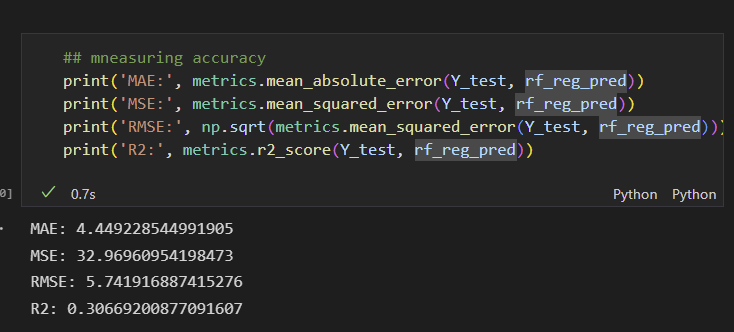 ## mneasuring accuracy
print('MAE:', metrics.mean_absolute_error(Y_test, rf_reg_pred))
print('MSE:', metrics.mean_squared_error(Y_test, rf_reg_pred))
print('RMSE:', np.sqrt(metrics.mean_squared_error(Y_test, rf_reg_pred)))
print('R2:', metrics.r2_score(Y_test, rf_reg_pred))
0] ✓ 0.7s Python Python
MAE: 4.449228544991905
MSE: 32.96960954198473
RMSE: 5.741916887415276
R2: 0.30669200877091607